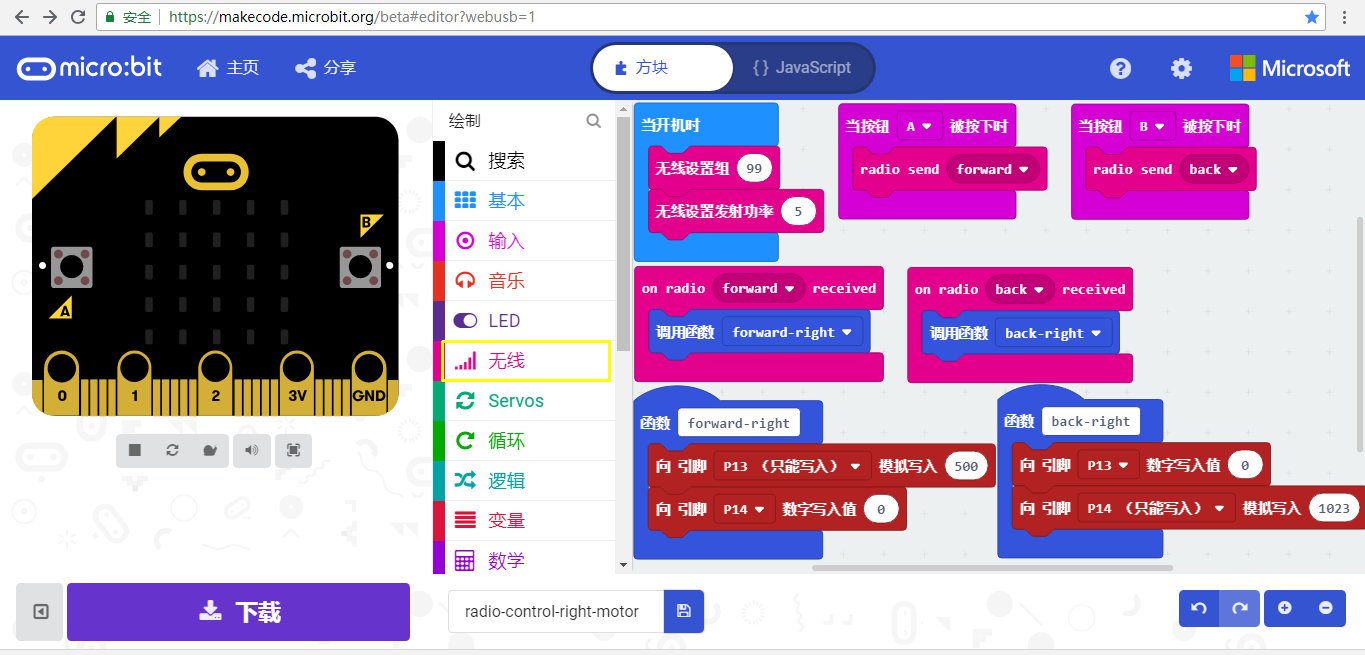 安全 https://makecode.microbit.org/beta#editor?webusb=1
micro:bit 主页 分享 方块 {} JavaScript ? Microsoft
绘制
搜索
基本
输入
音乐
LED
无线
Servos
循环
逻辑
变量
数学
B
A
0 1 2 3V GND
当开机时
无线设置组 99
无线设置发射功率 5
当按钮 A 被按下时
radio send forward
当按钮 B 被按下时
radio send back
on radio forward received
调用函数 forward-right
on radio back received
调用函数 back-right
函数 forward-right
向 引脚 P13 （只能写入） 模拟写入 500
向 引脚 P14 数字写入值 0
函数 back-right
向 引脚 P13 数字写入值 0
向 引脚 P14 （只能写入） 模拟写入 1023
下载
radio-control-right-motor